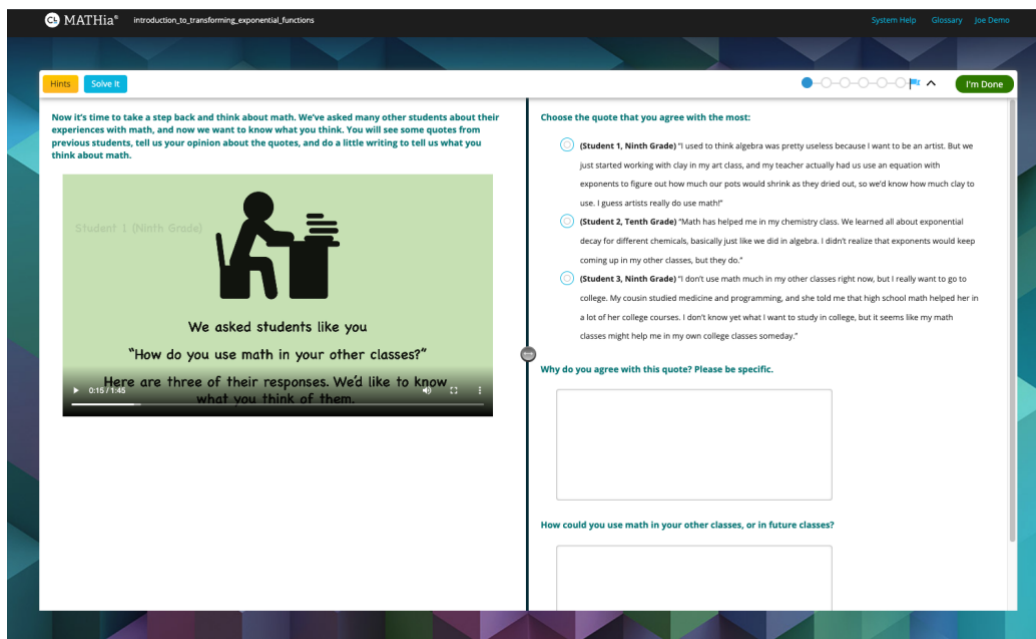 MATHia®
introduction_to_transforming_exponential_functions
System Help
Glossary
Joe Demo
Hints
Solve It
I'm Done
Now it's time to take a step back and think about math. We've asked many other students about their
experiences with math, and now we want to know what you think. You will see some quotes from
previous students, tell us your opinion about the quotes, and do a little writing to tell us what you
think about math.
Student 1 (Ninth Grade)
We asked students like you
"How do you use math in your other classes?"
Here are three of their responses. We'd like to know
what you think of them.
0:15 / 1:45
Choose the quote that you agree with the most:
(Student 1, Ninth Grade) "I used to think algebra was pretty useless because I want to be an artist. But we
just started working with clay in my art class, and my teacher actually had us use an equation with
exponents to figure out how much our pots would shrink as they dried out, so we'd know how much clay to
use. I guess artists really do use math!"
(Student 2, Tenth Grade) "Math has helped me in my chemistry class. We learned all about exponential
decay for different chemicals, basically just like we did in algebra. I didn't realize that exponents would keep
coming up in my other classes, but they do."
(Student 3, Ninth Grade) "I don't use math much in my other classes right now, but I really want to go to
college. My cousin studied medicine and programming, and she told me that high school math helped her in
a lot of her college courses. I don't know yet what I want to study in college, but it seems like my math
classes might help me in my own college classes someday."
Why do you agree with this quote? Please be specific.
How could you use math in your other classes, or in future classes?